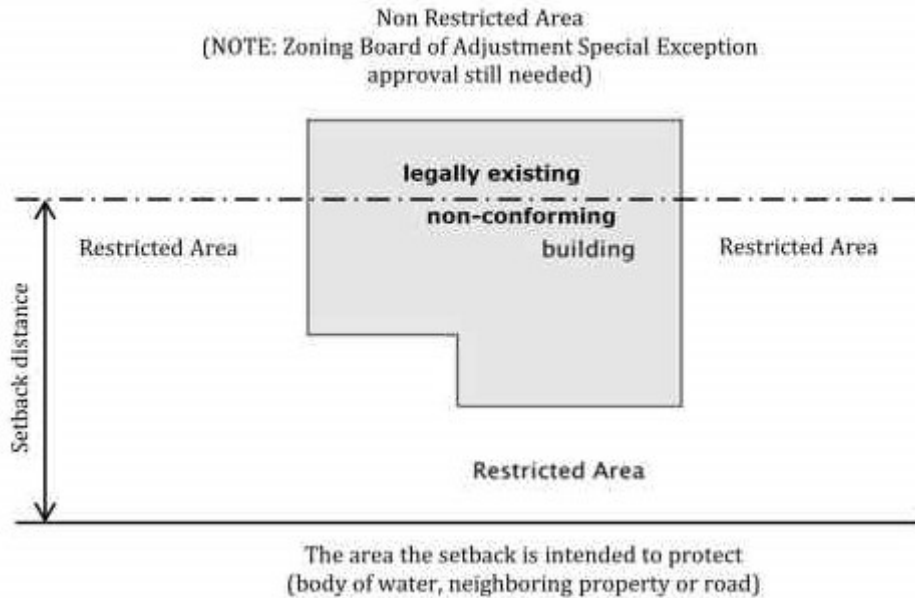 Non Restricted Area
(NOTE: Zoning Board of Adjustment Special Exception
approval still needed)
legally existing
non-conforming
building
Restricted Area
Restricted Area
Setback distance
Restricted Area
The area the setback is intended to protect
(body of water, neighboring property or road)